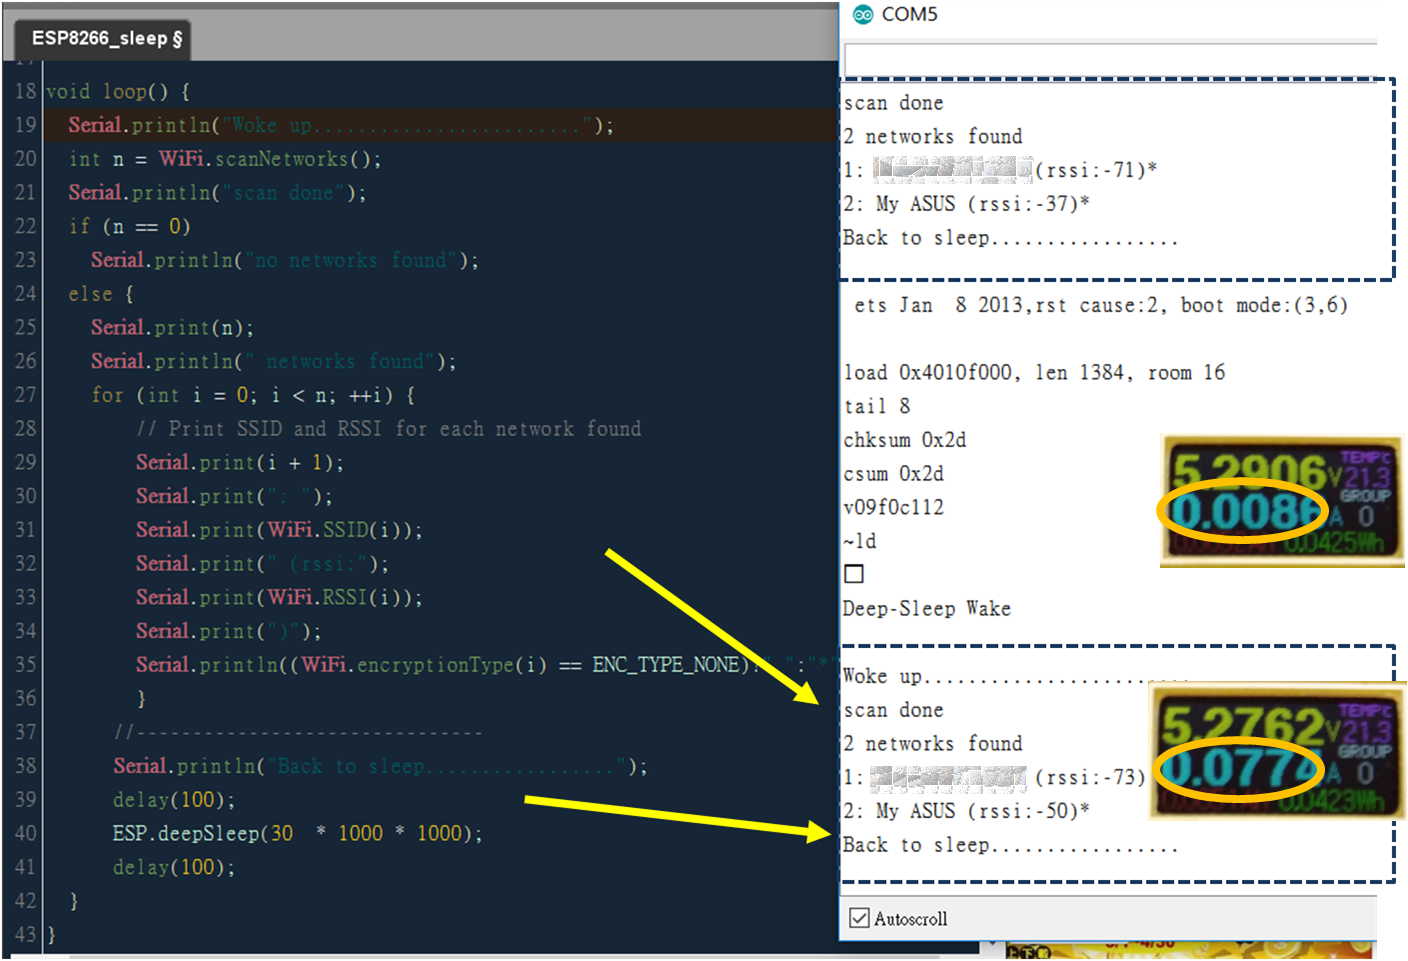 ESP8266_sleep §
17
18 void loop() {
19 Serial.println("Woke up........................");
20 int n = WiFi.scanNetworks();
21 Serial.println("scan done");
22 if (n == 0)
23 Serial.println("no networks found");
24 else {
25 Serial.print(n);
26 Serial.println(" networks found");
27 for (int i = 0; i < n; ++i) {
28 // Print SSID and RSSI for each network found
29 Serial.print(i + 1);
30 Serial.print(": ");
31 Serial.print(WiFi.SSID(i));
32 Serial.print(" (rssi:");
33 Serial.print(WiFi.RSSI(i));
34 Serial.print(")");
35 Serial.println((WiFi.encryptionType(i) == ENC_TYPE_NONE)?" ":"*"
36 }
37 //-------------------------------
38 Serial.println("Back to sleep.................");
39 delay(100);
40 ESP.deepSleep(30 * 1000 * 1000);
41 delay(100);
42 }
43 }
COM5
scan done
2 networks found
1: (rssi:-71)*
2: My ASUS (rssi:-37)*
Back to sleep.................
ets Jan 8 2013,rst cause:2, boot mode:(3,6)
load 0x4010f000, len 1384, room 16
tail 8
chksum 0x2d
csum 0x2d
v09f0c112
~ld
Deep-Sleep Wake
Woke up........................
scan done
2 networks found
1: (rssi:-73)
2: My ASUS (rssi:-50)*
Back to sleep.................
Autoscroll
5.2906V TEMP℃ 21.3
0.0086A GROUP 0
0.0425Wh
5.2762V TEMP℃ 21.3
0.0774A GROUP 0
0.0423Wh